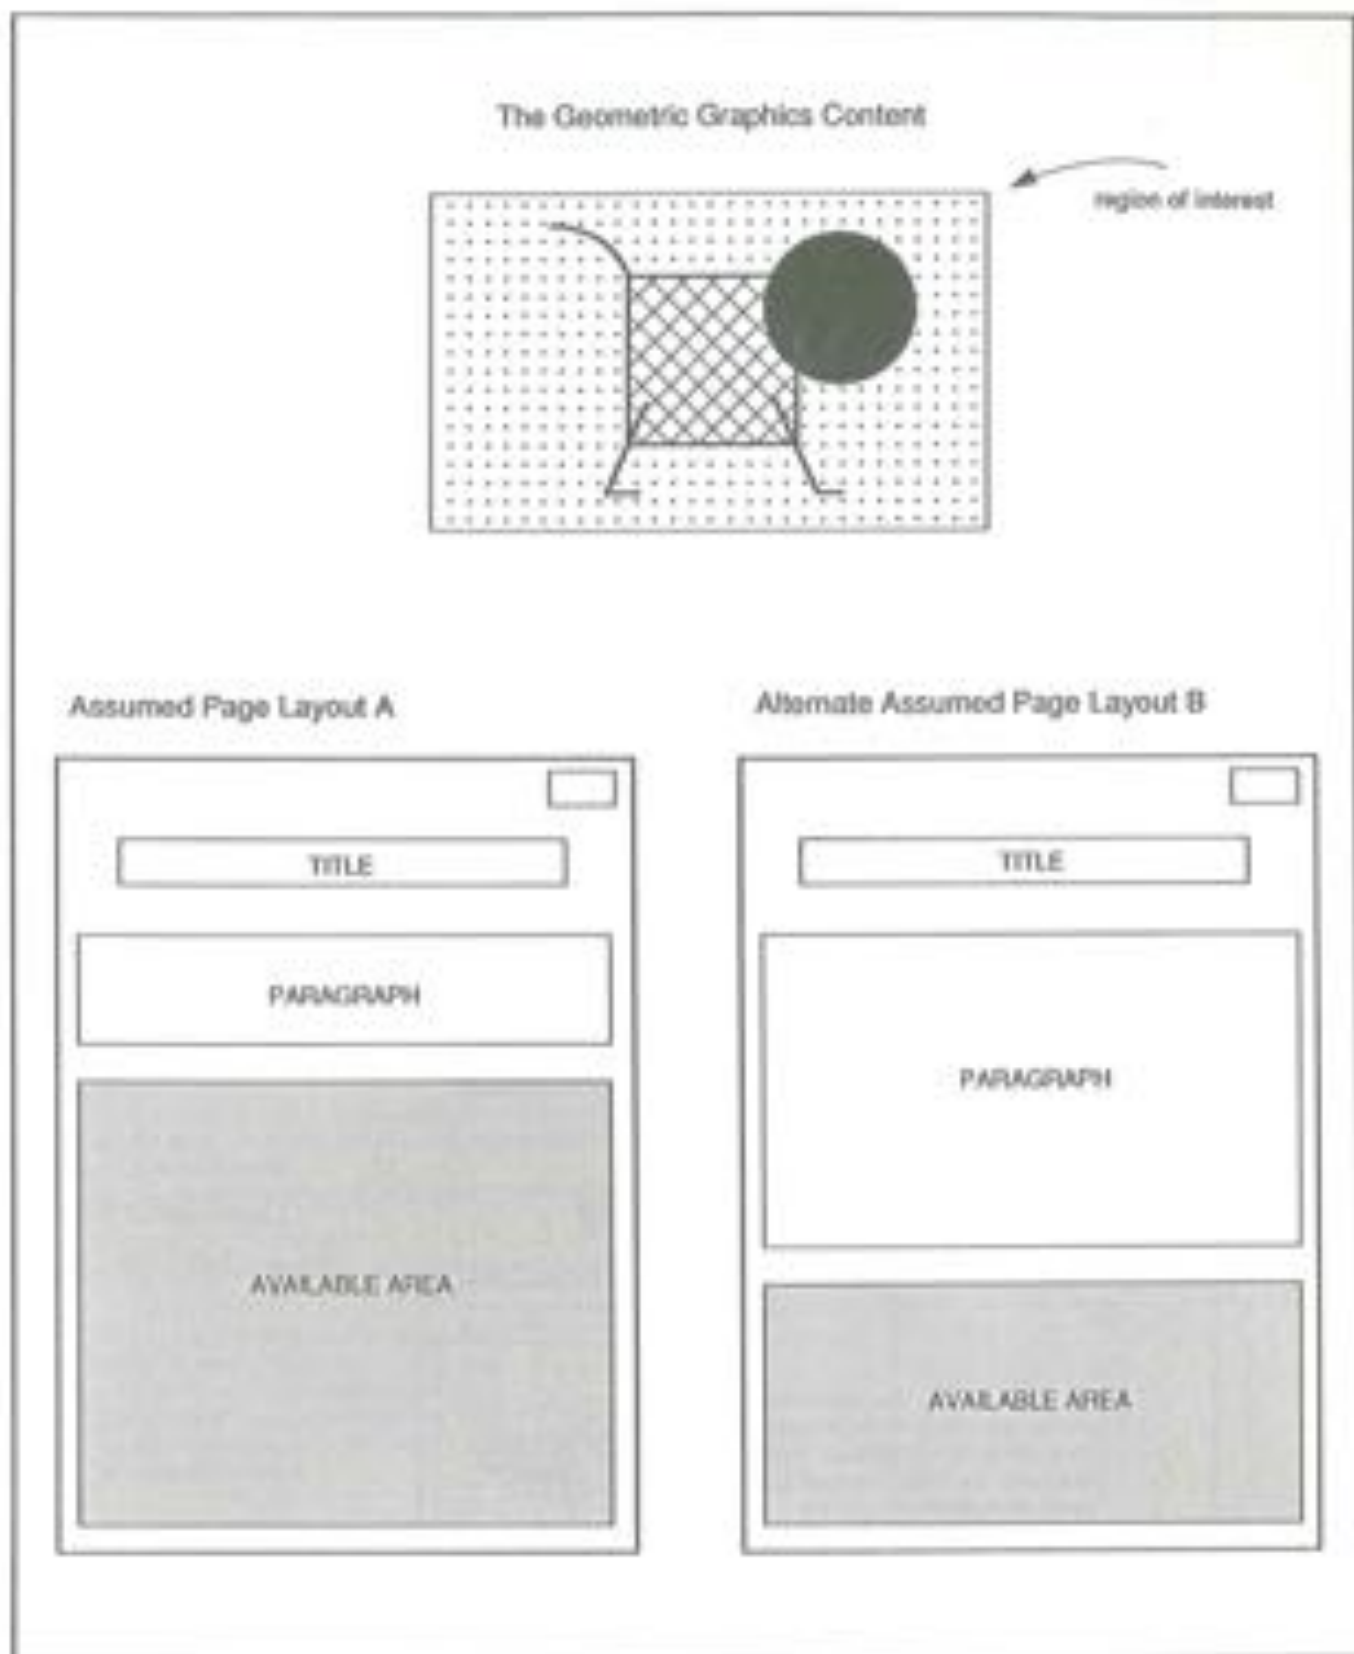 The Geometric Graphics Content
region of interest
Assumed Page Layout A
Alternate Assumed Page Layout B
TITLE
PARAGRAPH
AVAILABLE AREA
TITLE
PARAGRAPH
AVAILABLE AREA